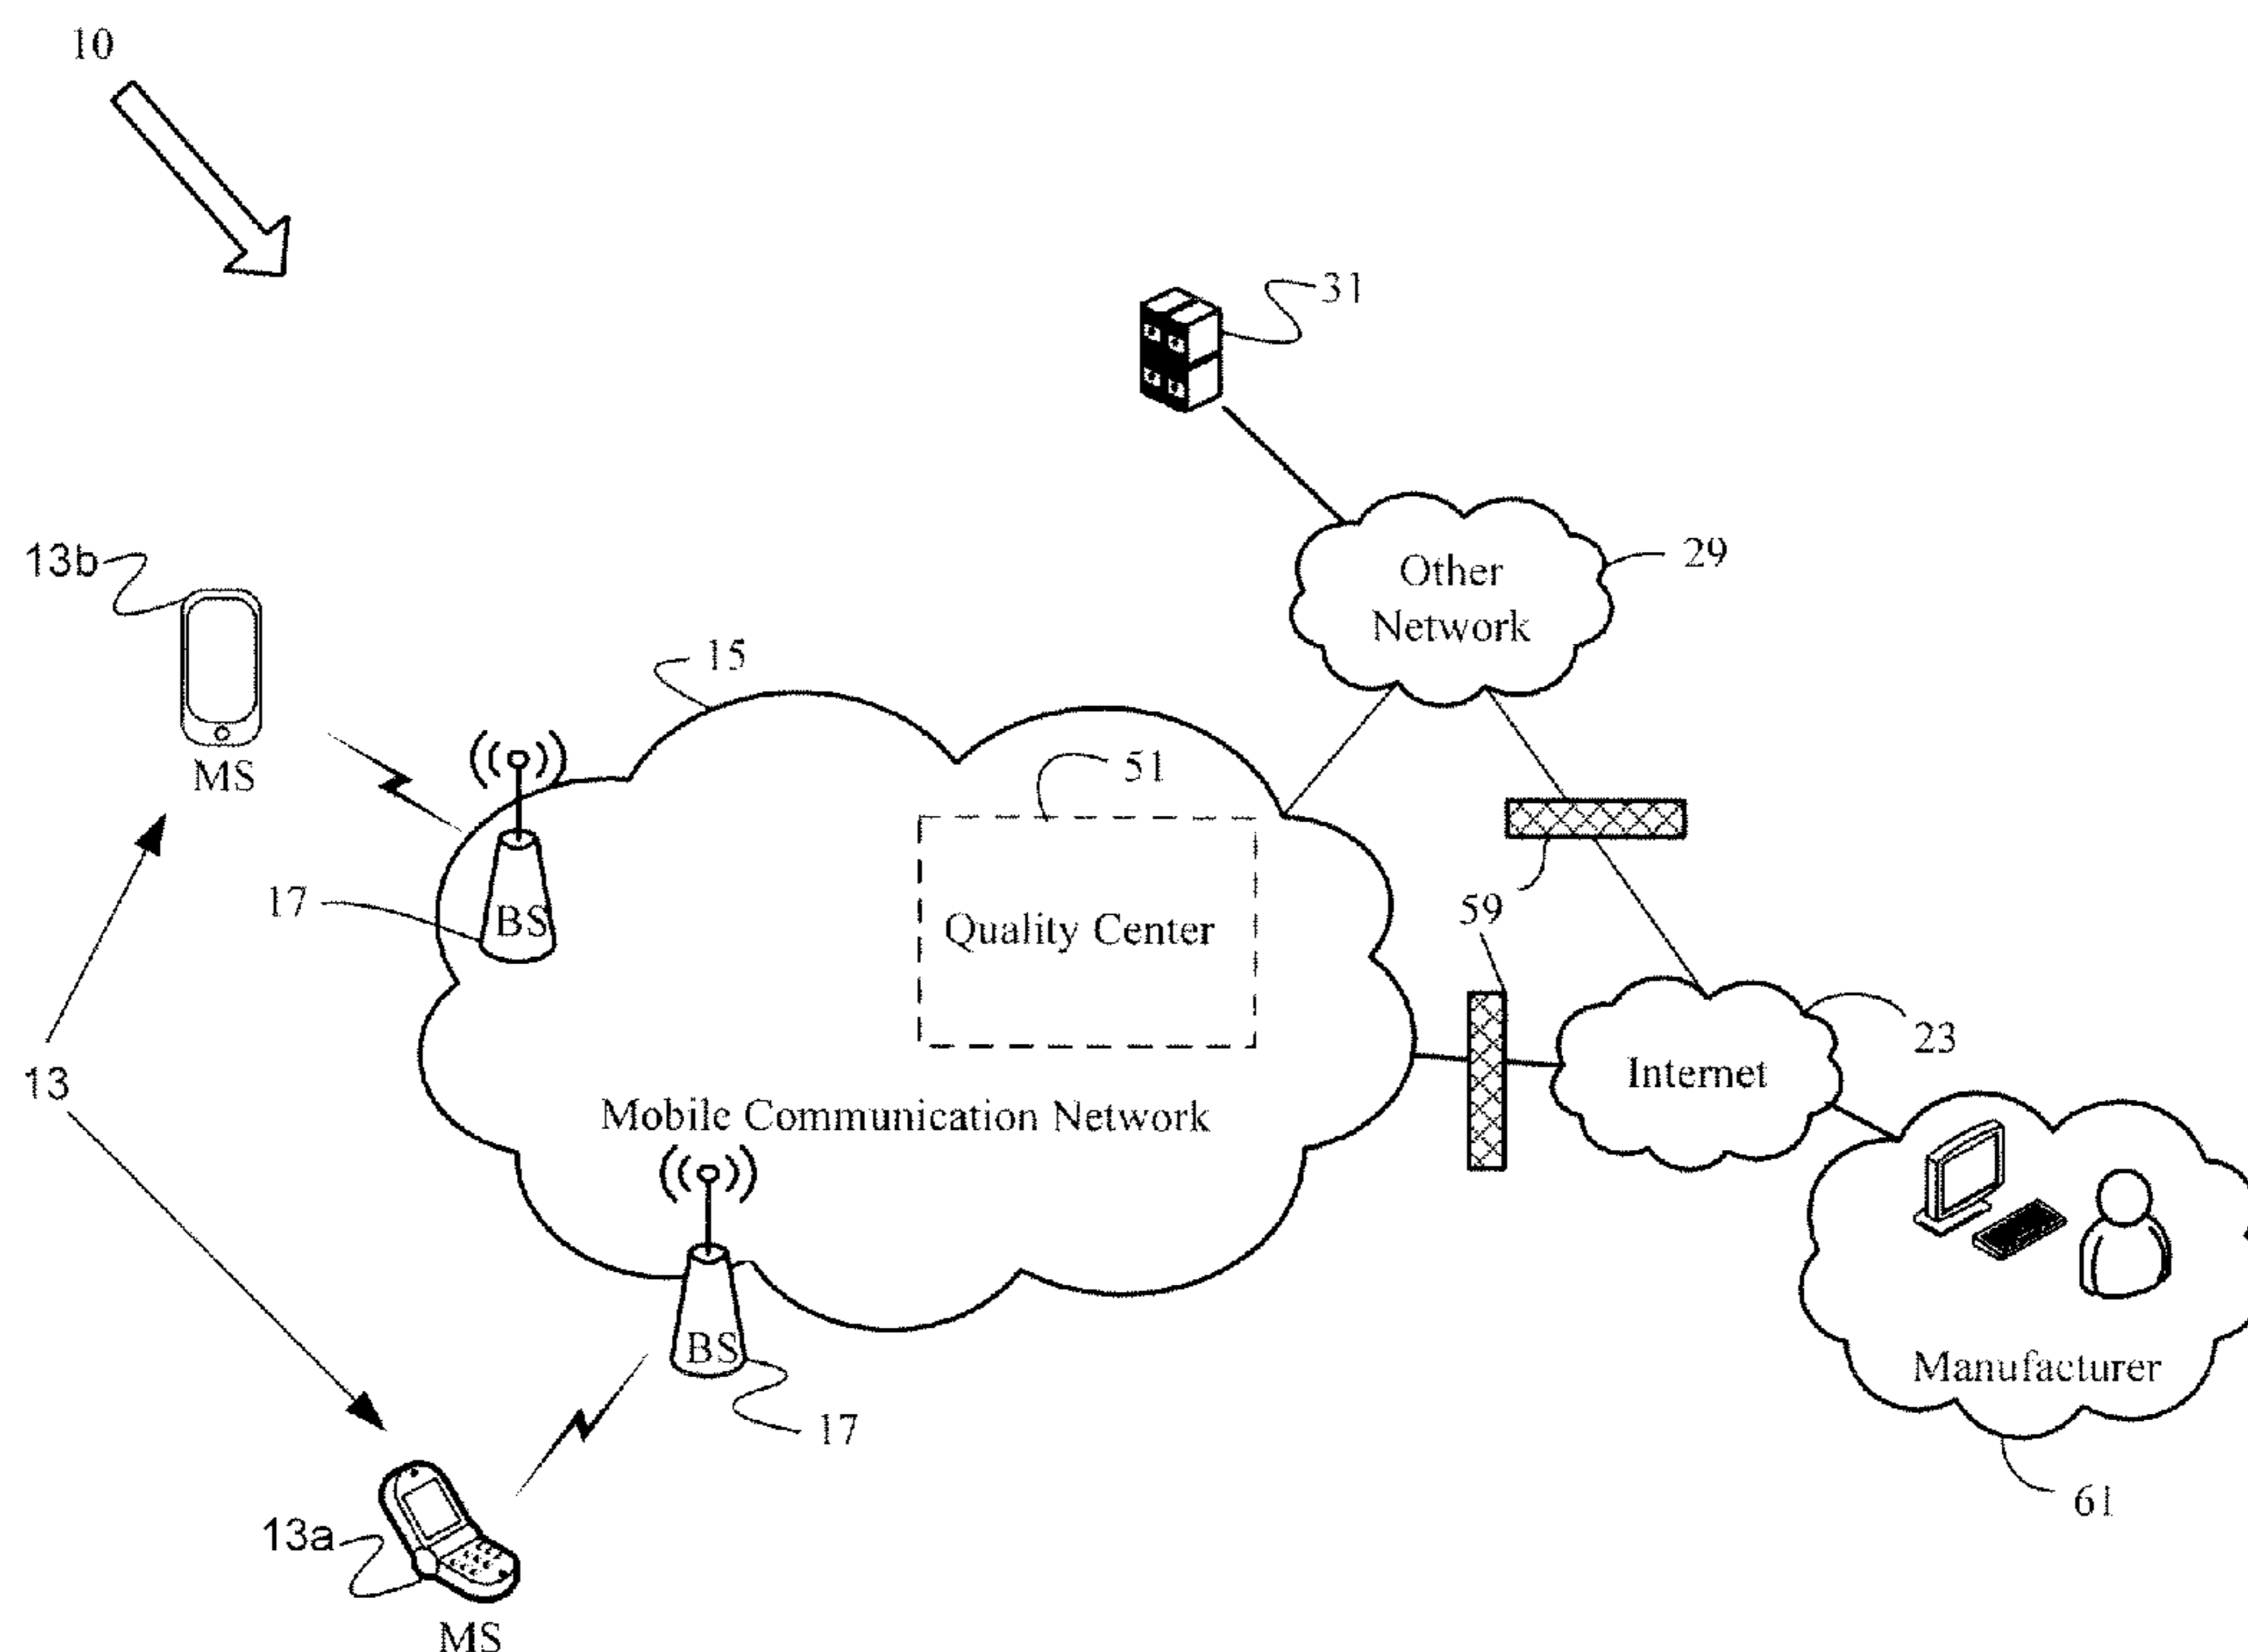 10
31
13b
Other
Network
29
15
MS
51
17
BS
Quality Center
59
23
Internet
13
Mobile Communication Network
BS
Manufacturer
17
61
13a
MS